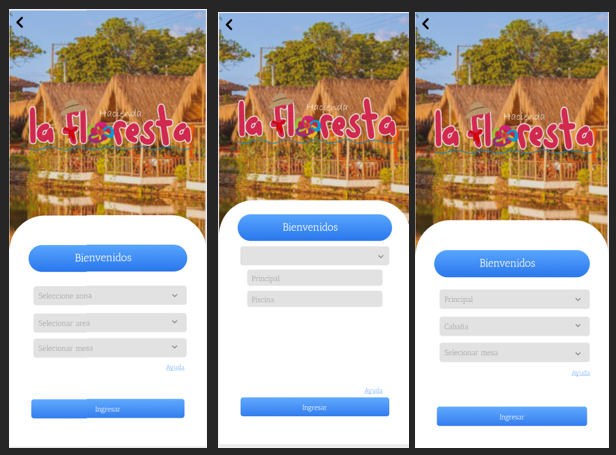 Hacienda
la floresta
Bienvenidos
Seleccione zona
Selecionar area
Selecionar mesa
Ayuda
Ingresar
Hacienda
la floresta
Bienvenidos
Principal
Piscina
Ayuda
Ingresar
Hacienda
la floresta
Bienvenidos
Principal
Cabaña
Selecionar mesa
Ayuda
Ingresar